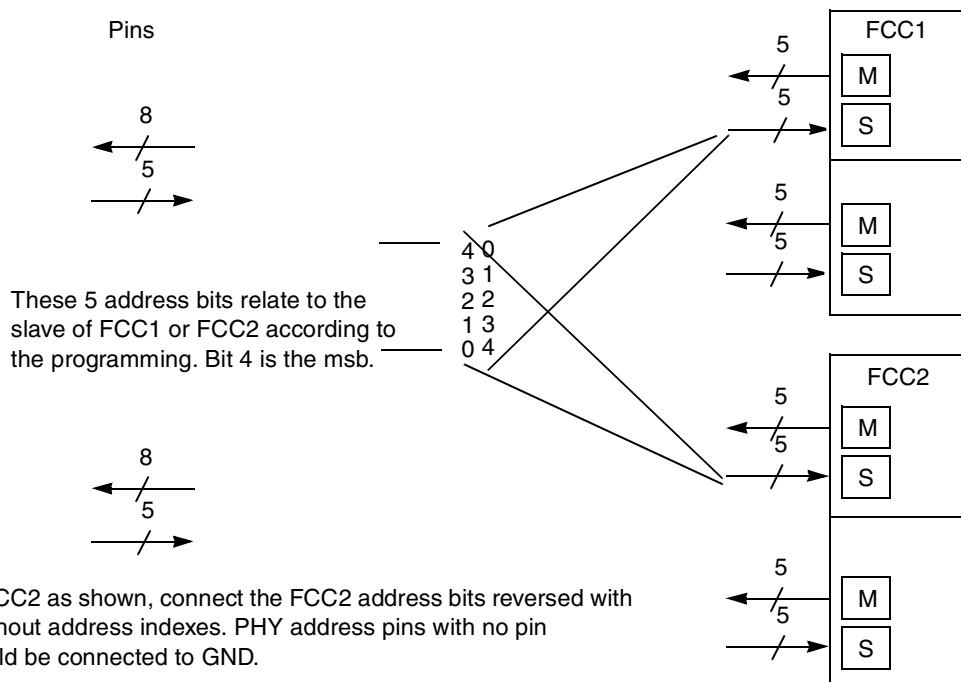 Pins
FCC1
5
M
5
S
8
5
5
M
5
S
4 0
3 1
2 2
1 3
0 4
These 5 address bits relate to the
slave of FCC1 or FCC2 according to
the programming. Bit 4 is the msb.
FCC2
5
M
5
S
8
5
5
M
5
S
CC2 as shown, connect the FCC2 address bits reversed with
out address indexes. PHY address pins with no pin
be connected to GND.